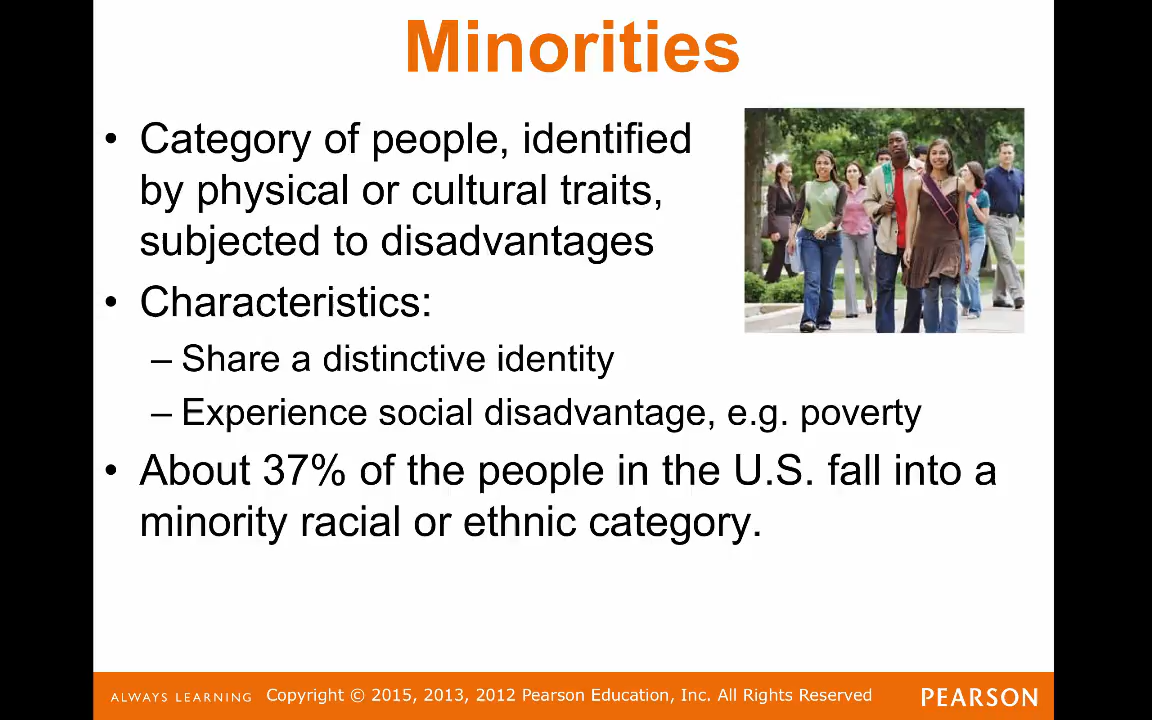 Minorities
• Category of people, identified
by physical or cultural traits,
subjected to disadvantages
• Characteristics:
– Share a distinctive identity
– Experience social disadvantage, e.g. poverty
• About 37% of the people in the U.S. fall into a
minority racial or ethnic category.
ALWAYS LEARNING Copyright © 2015, 2013, 2012 Pearson Education, Inc. All Rights Reserved PEARSON